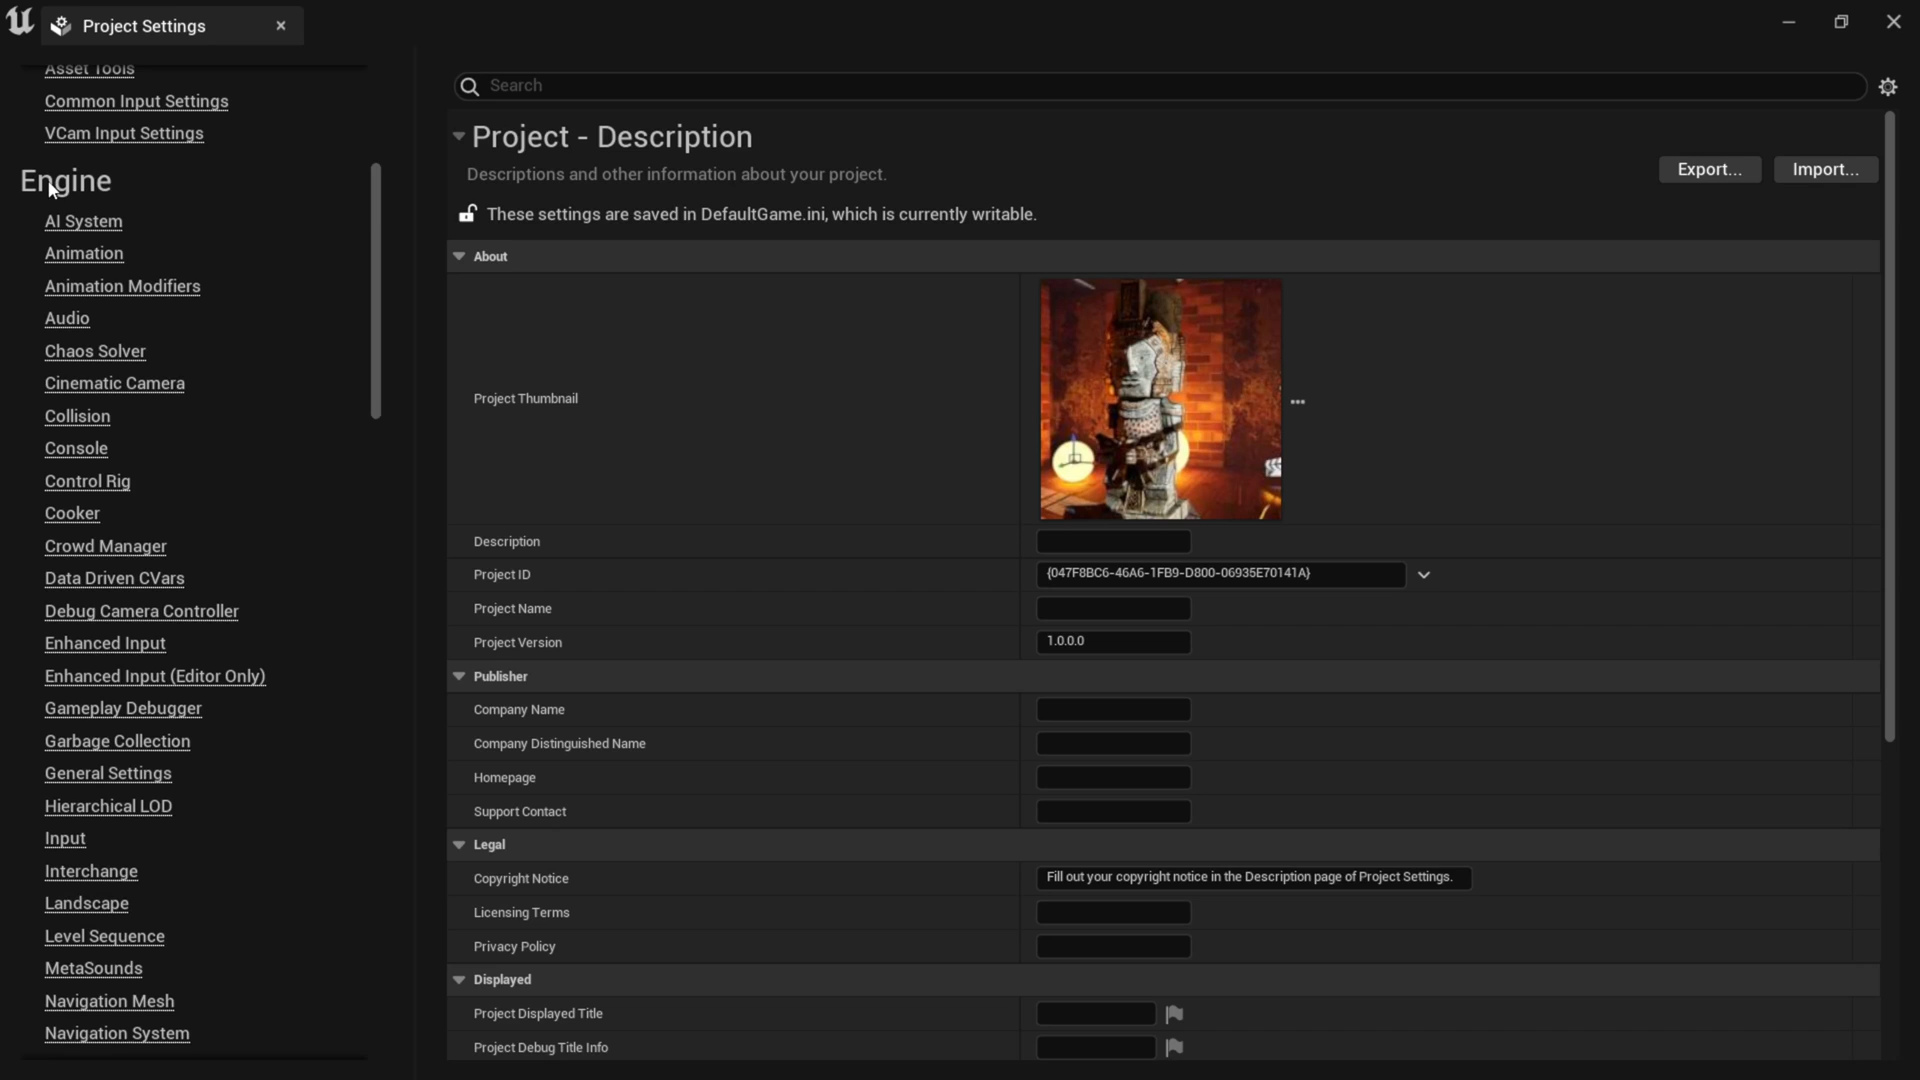 Project Settings
Asset Tools
Common Input Settings
VCam Input Settings
Engine
AI System
Animation
Animation Modifiers
Audio
Chaos Solver
Cinematic Camera
Collision
Console
Control Rig
Cooker
Crowd Manager
Data Driven CVars
Debug Camera Controller
Enhanced Input
Enhanced Input (Editor Only)
Gameplay Debugger
Garbage Collection
General Settings
Hierarchical LOD
Input
Interchange
Landscape
Level Sequence
MetaSounds
Navigation Mesh
Navigation System
Search
Project - Description
Descriptions and other information about your project.
Export...
Import...
These settings are saved in DefaultGame.ini, which is currently writable.
About
Project Thumbnail
Description
Project ID
{047F8BC6-46A6-1FB9-D800-06935E70141A}
Project Name
Project Version
1.0.0.0
Publisher
Company Name
Company Distinguished Name
Homepage
Support Contact
Legal
Copyright Notice
Fill out your copyright notice in the Description page of Project Settings.
Licensing Terms
Privacy Policy
Displayed
Project Displayed Title
Project Debug Title Info